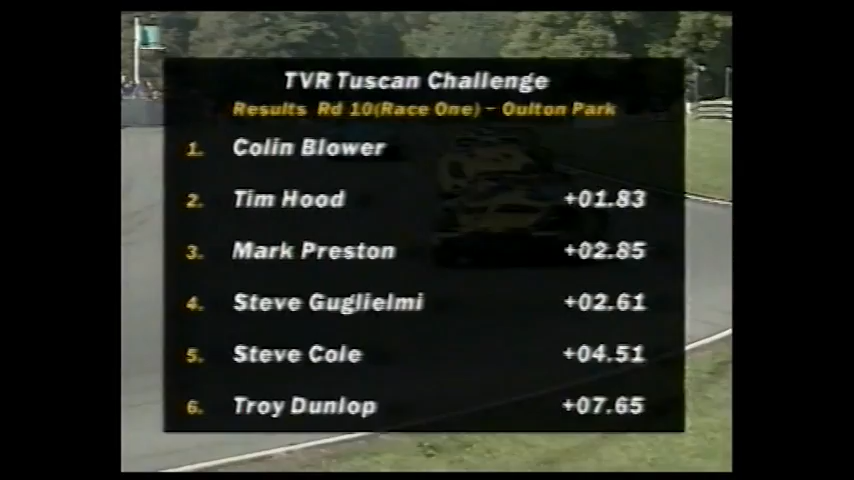 TVR Tuscan Challenge
Results Rd 10(Race One) - Oulton Park
1. Colin Blower
2. Tim Hood +01.83
3. Mark Preston +02.85
4. Steve Guglielmi +02.61
5. Steve Cole +04.51
6. Troy Dunlop +07.65